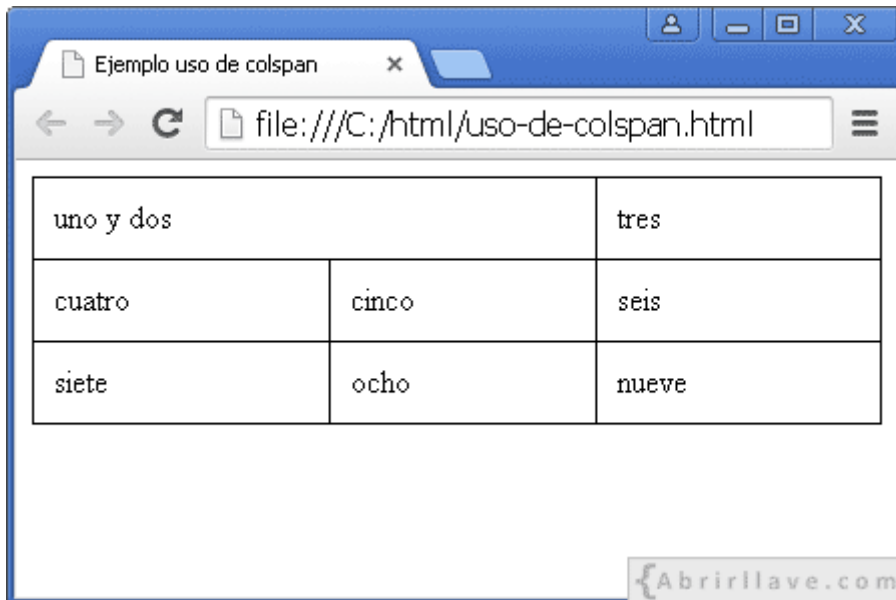 Ejemplo uso de colspan
file:///C:/html/uso-de-colspan.html
uno y dos tres
cuatro cinco seis
siete ocho nueve
{Abrirllave.com